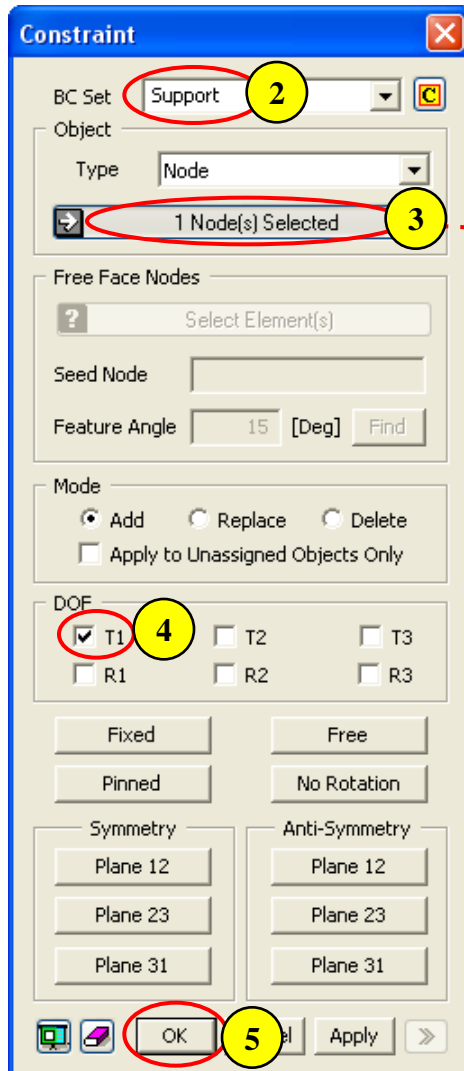 Constraint
BC Set Support 2 C
Object
Type Node
1 Node(s) Selected 3
Free Face Nodes
? Select Element(s)
Seed Node
Feature Angle 15 [Deg] Find
Mode
Add Replace Delete
Apply to Unassigned Objects Only
DOF
T1 4 T2 T3
R1 R2 R3
Fixed Free
Pinned No Rotation
Symmetry Anti-Symmetry
Plane 12 Plane 12
Plane 23 Plane 23
Plane 31 Plane 31
OK 5 Apply